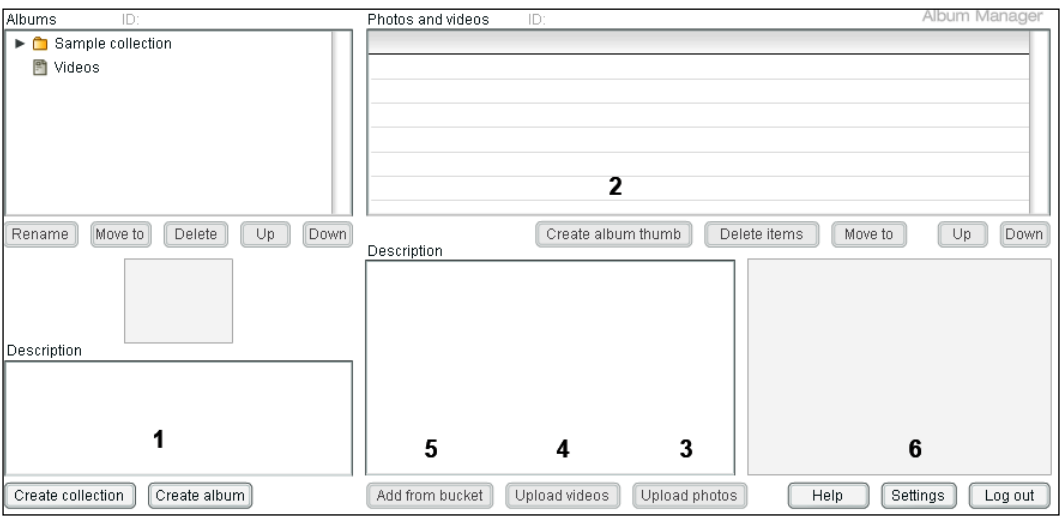 Albums ID: Photos and videos ID: Album Manager
Sample collection
Videos
2
Rename Move to Delete Up Down Create album thumb Delete items Move to Up Down
Description
Description
1 5 4 3 6
Create collection Create album Add from bucket Upload videos Upload photos Help Settings Log out